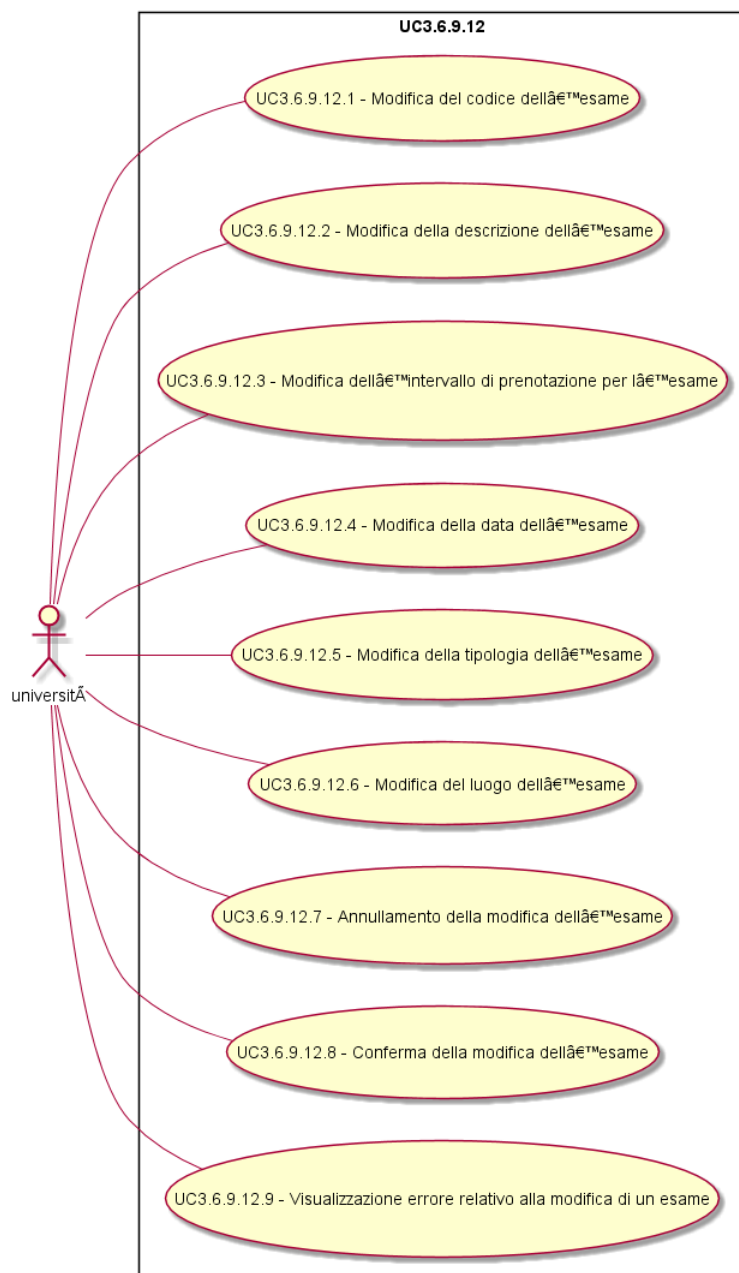 UC3.6.9.12
UC3.6.9.12.1 - Modifica del codice dellâ€™esame
UC3.6.9.12.2 - Modifica della descrizione dellâ€™esame
UC3.6.9.12.3 - Modifica dellâ€™intervallo di prenotazione per lâ€™esame
UC3.6.9.12.4 - Modifica della data dellâ€™esame
UC3.6.9.12.5 - Modifica della tipologia dellâ€™esame
universitÃ
UC3.6.9.12.6 - Modifica del luogo dellâ€™esame
UC3.6.9.12.7 - Annullamento della modifica dellâ€™esame
UC3.6.9.12.8 - Conferma della modifica dellâ€™esame
UC3.6.9.12.9 - Visualizzazione errore relativo alla modifica di un esame